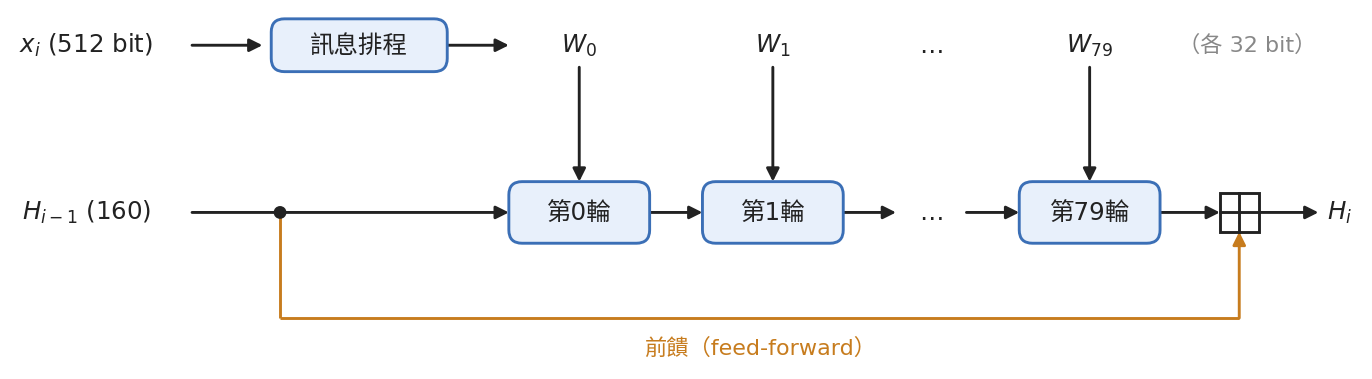 x_i (512 bit) 訊息排程 W_0 W_1 … W_79 （各 32 bit）
H_{i−1} (160) 第0輪 第1輪 … 第79輪 H_i
前饋（feed-forward）